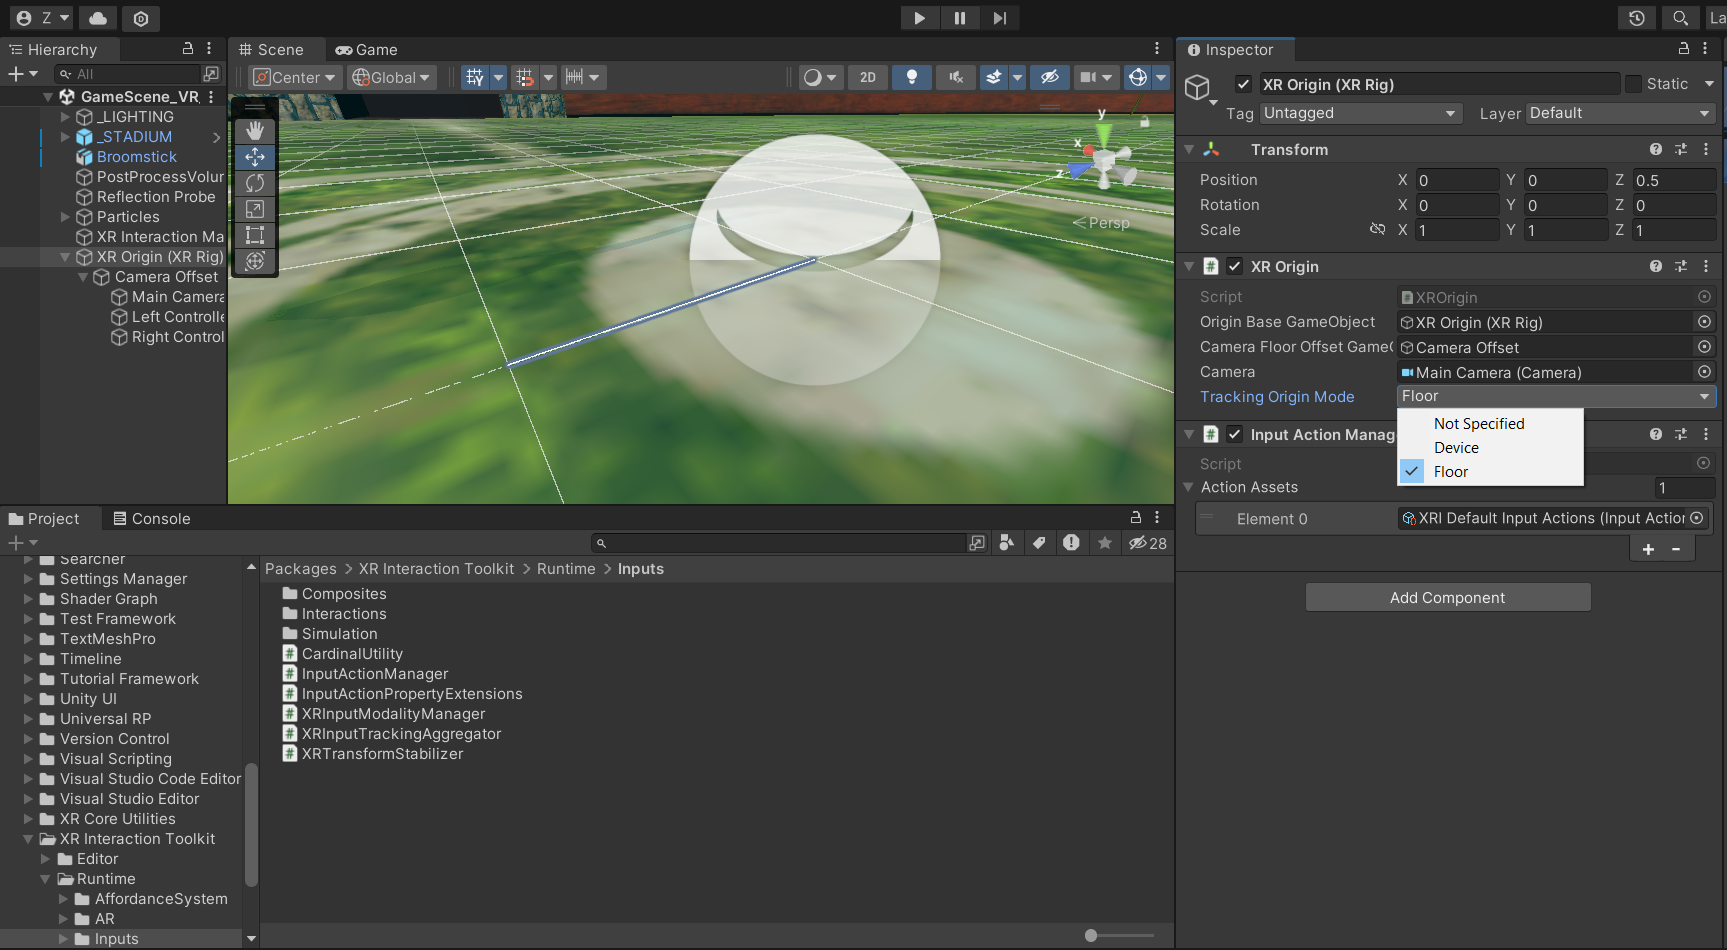 Z
La
Hierarchy
All
GameScene_VR
_LIGHTING
_STADIUM
Broomstick
PostProcessVolur
Reflection Probe
Particles
XR Interaction Ma
XR Origin (XR Rig)
Camera Offset
Main Camera
Left Controlle
Right Control
Scene
Game
Center
Global
2D
y
x
z
Persp
Inspector
XR Origin (XR Rig)
Static
Tag
Untagged
Layer
Default
Transform
Position
X 0
Y 0
Z 0.5
Rotation
X 0
Y 0
Z 0
Scale
X 1
Y 1
Z 1
XR Origin
Script
XROrigin
Origin Base GameObject
XR Origin (XR Rig)
Camera Floor Offset GameO
Camera Offset
Camera
Main Camera (Camera)
Tracking Origin Mode
Floor
Not Specified
Device
Floor
Input Action Manag
Script
Action Assets
1
Element 0
XRI Default Input Actions (Input Action
+ -
Add Component
Project
Console
28
Searcher
Settings Manager
Shader Graph
Test Framework
TextMeshPro
Timeline
Tutorial Framework
Unity UI
Universal RP
Version Control
Visual Scripting
Visual Studio Code Editor
Visual Studio Editor
XR Core Utilities
XR Interaction Toolkit
Editor
Runtime
AffordanceSystem
AR
Inputs
Packages > XR Interaction Toolkit > Runtime > Inputs
Composites
Interactions
Simulation
CardinalUtility
InputActionManager
InputActionPropertyExtensions
XRInputModalityManager
XRInputTrackingAggregator
XRTransformStabilizer